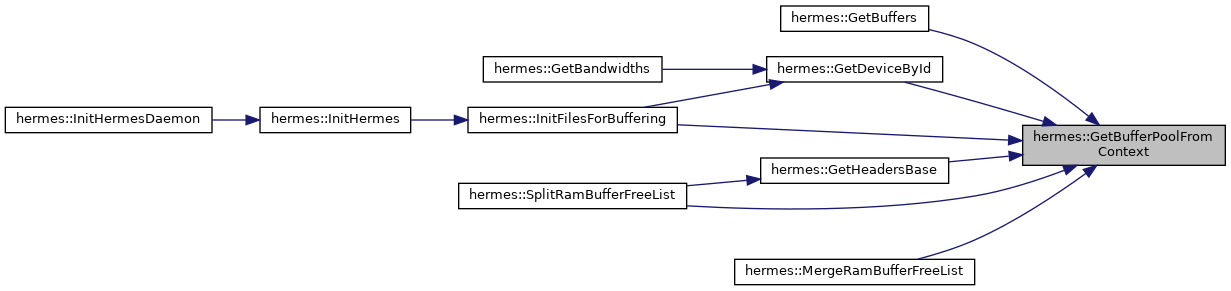 hermes::GetBuffers
hermes::GetBandwidths
hermes::GetDeviceById
hermes::InitHermesDaemon
hermes::InitHermes
hermes::InitFilesForBuffering
hermes::GetBufferPoolFrom
Context
hermes::GetHeadersBase
hermes::SplitRamBufferFreeList
hermes::MergeRamBufferFreeList